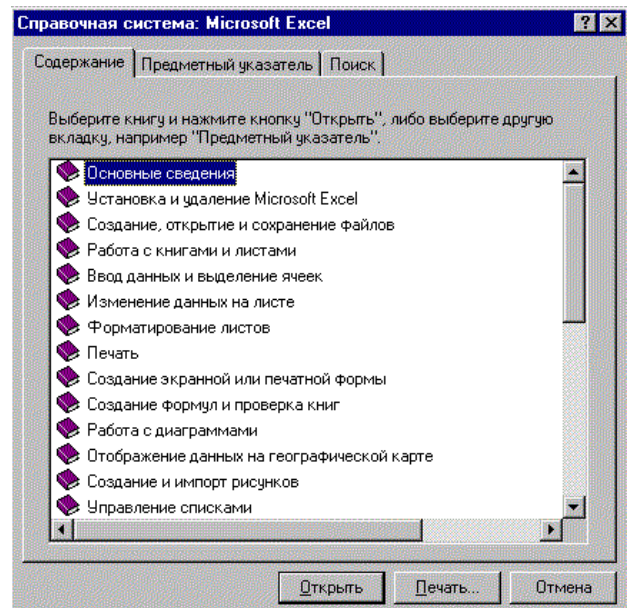 Справочная система: Microsoft Excel
Содержание
Предметный указатель
Поиск
Выберите книгу и нажмите кнопку "Открыть", либо выберите другую
вкладку, например "Предметный указатель".
Основные сведения
Установка и удаление Microsoft Excel
Создание, открытие и сохранение файлов
Работа с книгами и листами
Ввод данных и выделение ячеек
Изменение данных на листе
Форматирование листов
Печать
Создание экранной или печатной формы
Создание формул и проверка книг
Работа с диаграммами
Отображение данных на географической карте
Создание и импорт рисунков
Управление списками
Открыть
Печать...
Отмена